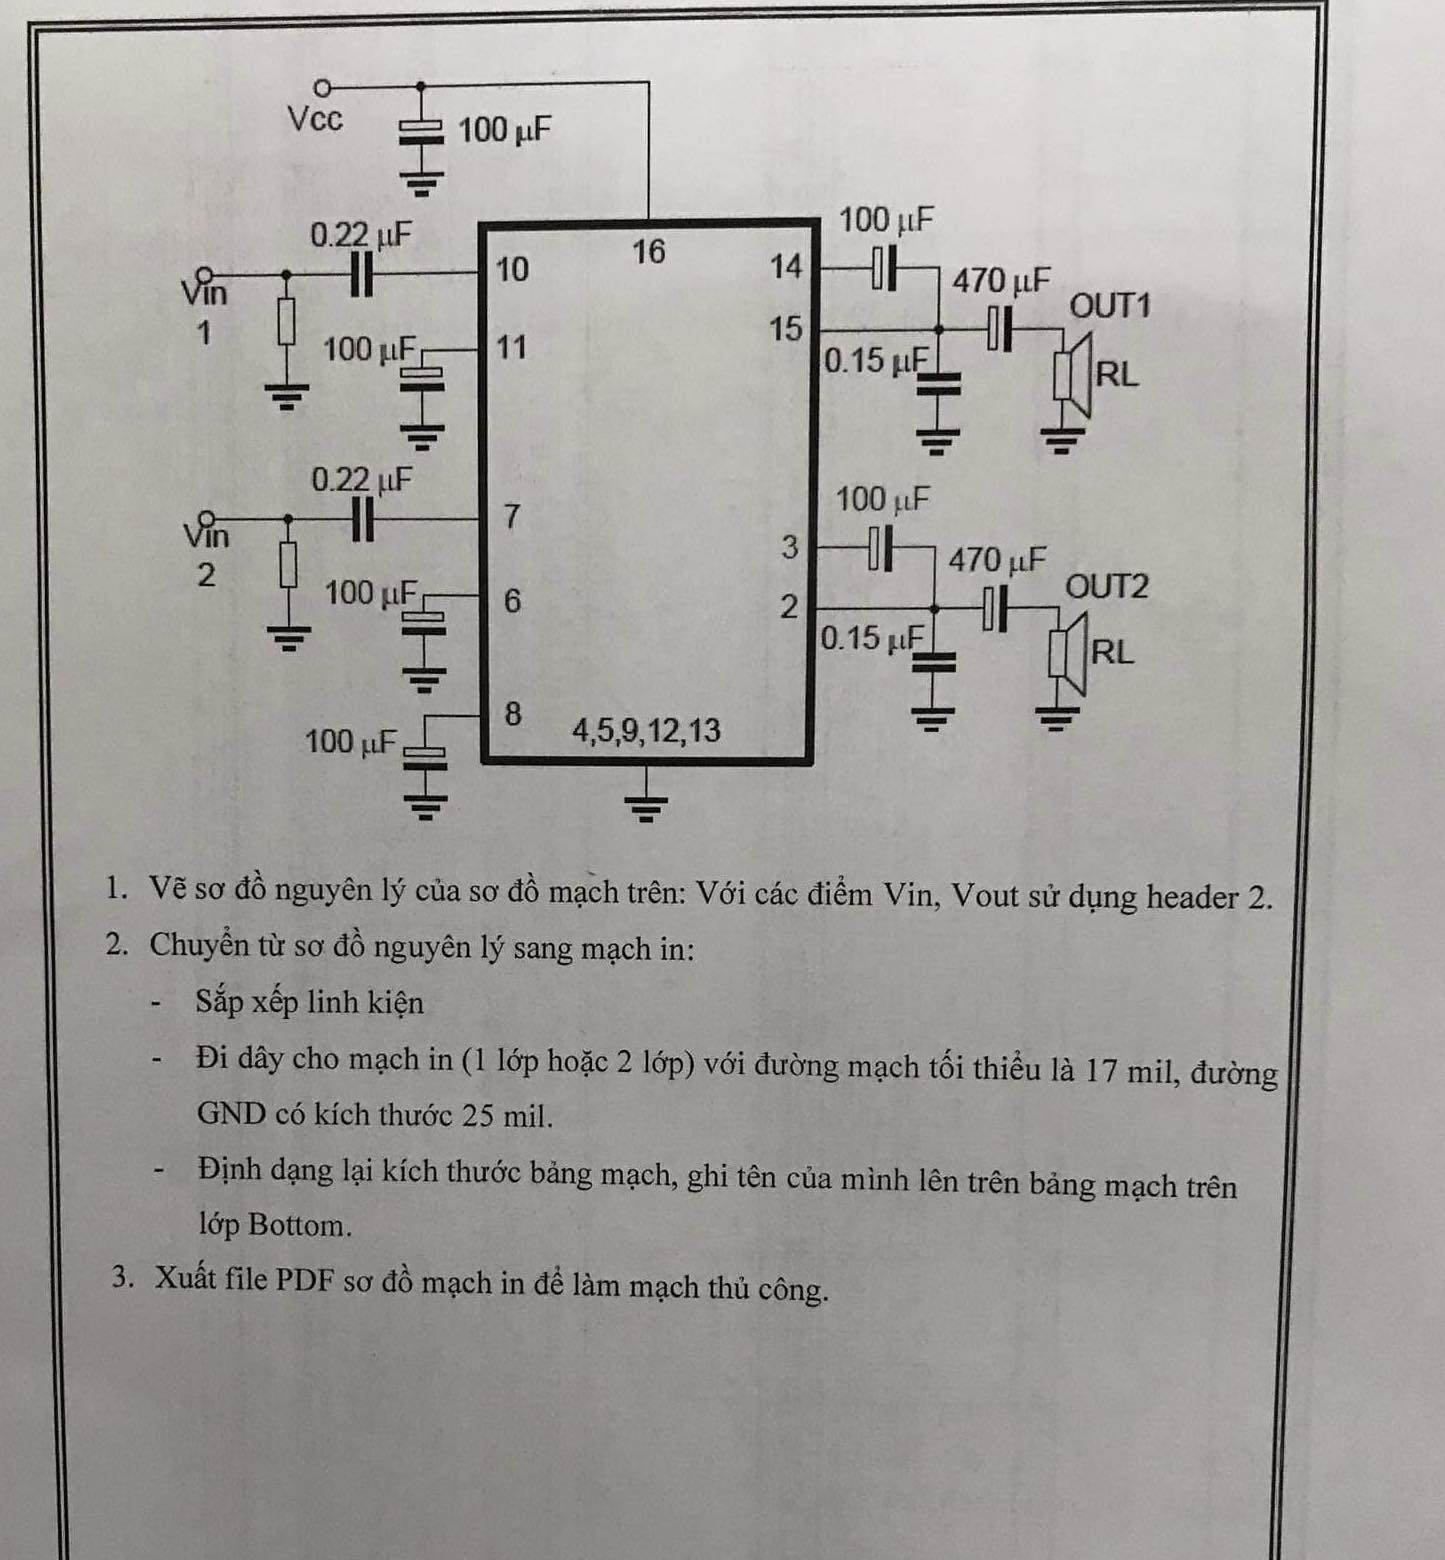 Vcc
100 µF
0.22 µF
100 µF
16
10
14
470 µF
Vin
OUT1
1
15
100 µF
11
0.15 µF
RL
0.22 µF
100 µF
7
Vin
3
470 µF
2
OUT2
100 µF
6
2
0.15 µF
RL
8
4,5,9,12,13
100 µF
1. Vẽ sơ đồ nguyên lý của sơ đồ mạch trên: Với các điểm Vin, Vout sử dụng header 2.
2. Chuyển từ sơ đồ nguyên lý sang mạch in:
- Sắp xếp linh kiện
- Đi dây cho mạch in (1 lớp hoặc 2 lớp) với đường mạch tối thiểu là 17 mil, đường
GND có kích thước 25 mil.
- Định dạng lại kích thước bảng mạch, ghi tên của mình lên trên bảng mạch trên
lớp Bottom.
3. Xuất file PDF sơ đồ mạch in để làm mạch thủ công.